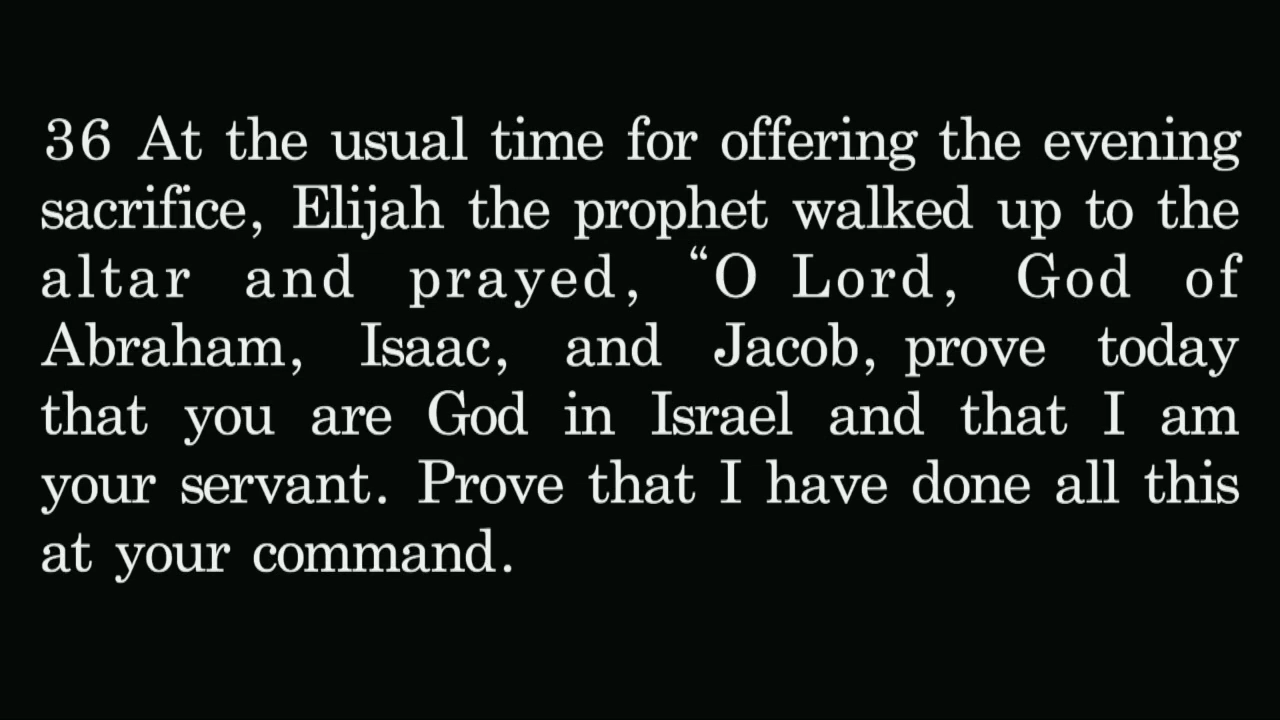 36 At the usual time for offering the evening
sacrifice, Elijah the prophet walked up to the
altar and prayed, “O Lord, God of
Abraham, Isaac, and Jacob, prove today
that you are God in Israel and that I am
your servant. Prove that I have done all this
at your command.